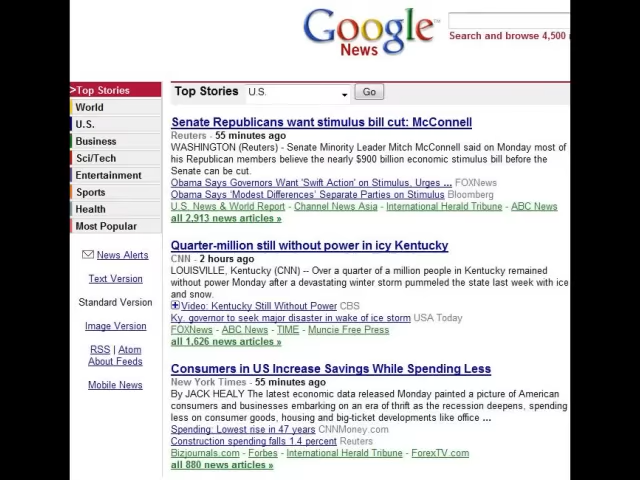 Google™
News
Search and browse 4,500
>Top Stories
World
U.S.
Business
Sci/Tech
Entertainment
Sports
Health
Most Popular
News Alerts
Text Version
Standard Version
Image Version
RSS | Atom
About Feeds
Mobile News
Top Stories U.S. Go
Senate Republicans want stimulus bill cut: McConnell
Reuters - 55 minutes ago
WASHINGTON (Reuters) - Senate Minority Leader Mitch McConnell said on Monday most of
his Republican members believe the nearly $900 billion economic stimulus bill before the
Senate can be cut.
Obama Says Governors Want 'Swift Action' on Stimulus, Urges ... FOXNews
Obama Says 'Modest Differences' Separate Parties on Stimulus Bloomberg
U.S. News & World Report - Channel News Asia - International Herald Tribune - ABC News
all 2,913 news articles »
Quarter-million still without power in icy Kentucky
CNN - 2 hours ago
LOUISVILLE, Kentucky (CNN) -- Over a quarter of a million people in Kentucky remained
without power Monday after a devastating winter storm pummeled the state last week with ice
and snow.
Video: Kentucky Still Without Power CBS
Ky. governor to seek major disaster in wake of ice storm USA Today
FOXNews - ABC News - TIME - Muncie Free Press
all 1,626 news articles »
Consumers in US Increase Savings While Spending Less
New York Times - 55 minutes ago
By JACK HEALY The latest economic data released Monday painted a picture of American
consumers and businesses embarking on an era of thrift as the recession deepens, spending
less on consumer goods, housing and big-ticket developments like office ...
Spending: Lowest rise in 47 years CNNMoney.com
Construction spending falls 1.4 percent Reuters
Bizjournals.com - Forbes - International Herald Tribune - ForexTV.com
all 880 news articles »